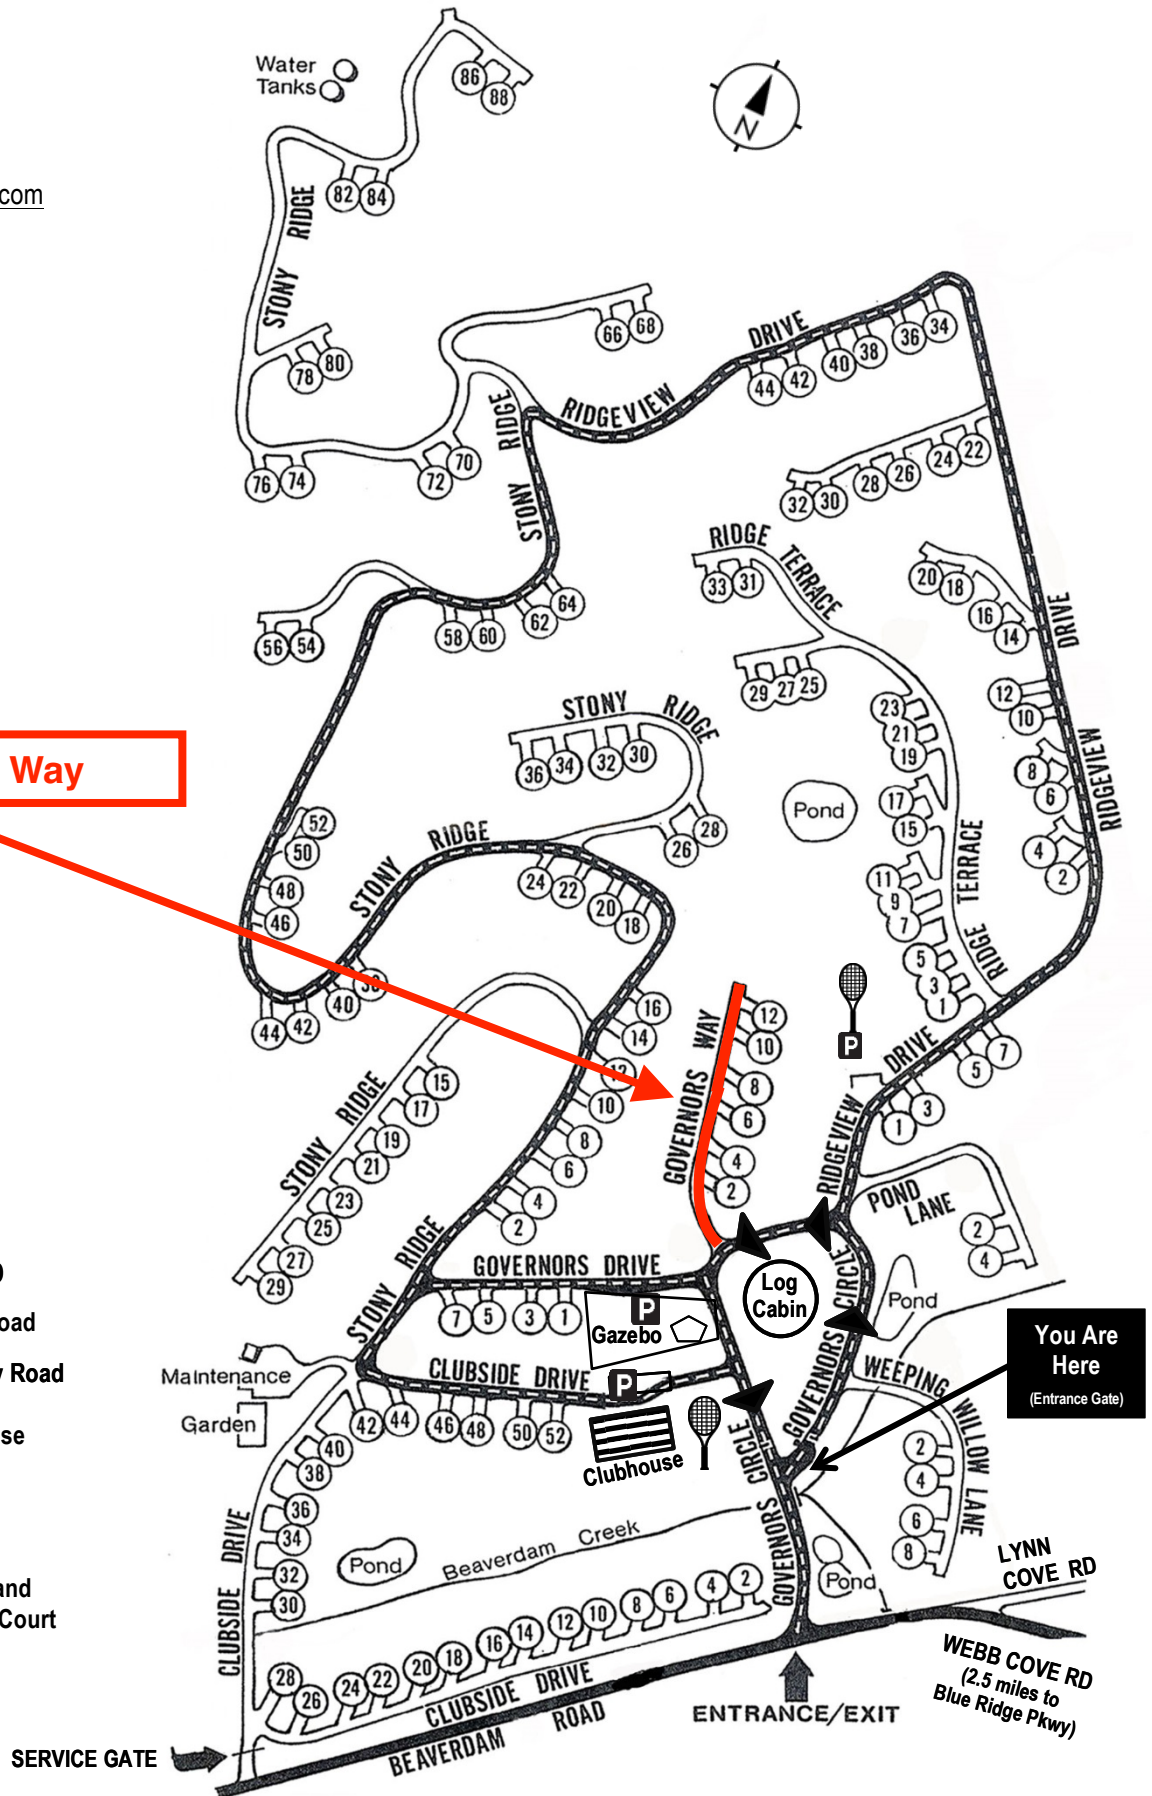 Water
Tanks
86
88
N
com
82
84
STONY RIDGE
66
68
DRIVE
34
36
38
40
42
44
78
80
RIDGEVIEW
RIDGE
STONY
70
72
74
76
22
24
26
28
30
32
RIDGE TERRACE
33
31
20
18
16
14
DRIVE
56
54
58
60
62
64
29
27
25
12
10
23
21
19
STONY RIDGE
36
34
32
30
RIDGEVIEW
8
6
Way
Pond
17
15
28
26
4
2
52
50
48
46
STONY RIDGE
24
22
20
18
TERRACE
RIDGE
11
9
7
5
3
1
44
42
40
16
14
12
10
8
6
4
2
P
GOVERNORS WAY
12
10
8
6
4
2
DRIVE
RIDGEVIEW
7
5
3
1
STONY RIDGE
15
17
19
21
23
25
27
29
POND
LANE
2
4
STONY RIDGE
GOVERNORS DRIVE
7
5
3
1
P
Gazebo
Log
Cabin
GOVERNORS CIRCLE
Pond
oad
Road
se
and
Court
You Are
Here
(Entrance Gate)
Maintenance
Garden
CLUBSIDE DRIVE
P
42
44
46
48
50
52
Clubhouse
CIRCLE
GOVERNORS
WEEPING WILLOW LANE
2
4
6
8
40
38
36
34
32
30
CLUBSIDE DRIVE
Pond
Beaverdam Creek
Pond
LYNN
COVE RD
28
26
24
22
20
18
16
14
12
10
8
6
4
2
CLUBSIDE DRIVE
BEAVERDAM ROAD
WEBB COVE RD
(2.5 miles to
Blue Ridge Pkwy)
ENTRANCE/EXIT
SERVICE GATE